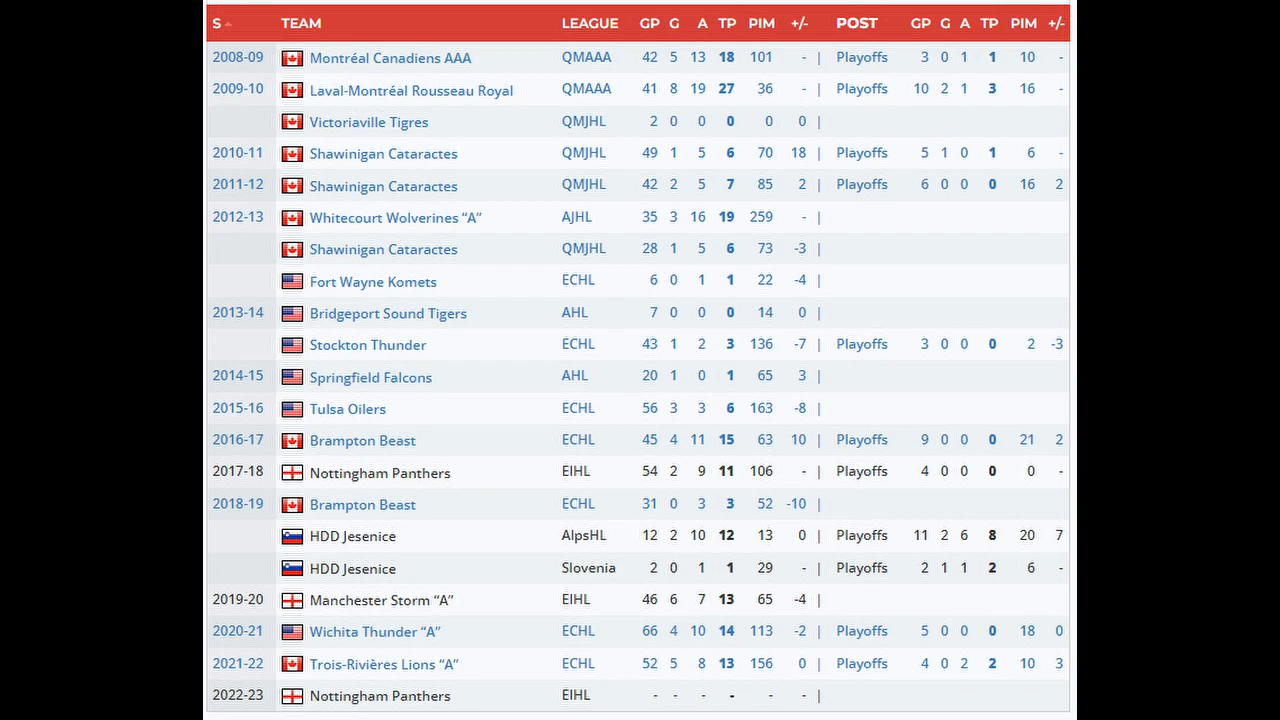 S TEAM LEAGUE GP G A TP PIM +/- POST GP G A TP PIM +/-
2008-09 Montréal Canadiens AAA QMAAA 42 5 13 18 101 - | Playoffs 3 0 1 1 10 -
2009-10 Laval-Montréal Rousseau Royal QMAAA 41 8 19 27 36 - | Playoffs 10 2 1 3 16 -
Victoriaville Tigres QMJHL 2 0 0 0 0 0 |
2010-11 Shawinigan Cataractes QMJHL 49 1 5 6 70 18 | Playoffs 5 1 0 1 6 -
2011-12 Shawinigan Cataractes QMJHL 42 2 5 7 85 2 | Playoffs 6 0 0 0 16 2
2012-13 Whitecourt Wolverines “A” AJHL 35 3 16 19 259 - |
Shawinigan Cataractes QMJHL 28 1 5 6 73 -3 |
Fort Wayne Komets ECHL 6 0 1 1 22 -4 |
2013-14 Bridgeport Sound Tigers AHL 7 0 0 0 14 0 |
Stockton Thunder ECHL 43 1 2 3 136 -7 | Playoffs 3 0 0 0 2 -3
2014-15 Springfield Falcons AHL 20 1 0 1 65 3 |
2015-16 Tulsa Oilers ECHL 56 3 3 6 163 -8 |
2016-17 Brampton Beast ECHL 45 4 11 15 63 10 | Playoffs 9 0 0 0 21 2
2017-18 Nottingham Panthers EIHL 54 2 9 11 106 - | Playoffs 4 0 0 0 0 -
2018-19 Brampton Beast ECHL 31 0 3 3 52 -10 |
HDD Jesenice AlpsHL 12 2 10 12 13 0 | Playoffs 11 2 6 8 20 7
HDD Jesenice Slovenia 2 0 1 1 29 - | Playoffs 2 1 1 2 6 -
2019-20 Manchester Storm “A” EIHL 46 6 7 13 65 -4 |
2020-21 Wichita Thunder “A” ECHL 66 4 10 14 113 -2 | Playoffs 5 0 0 0 18 0
2021-22 Trois-Rivières Lions “A” ECHL 52 5 8 13 156 0 | Playoffs 4 0 2 2 10 3
2022-23 Nottingham Panthers EIHL - - - - - - |